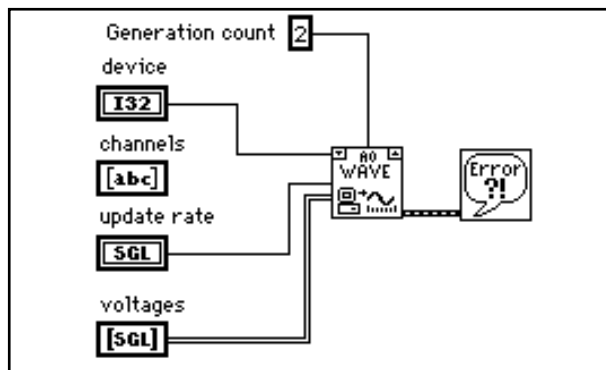 Generation count 2
device
I32
channels
[abc]
update rate
SGL
voltages
[SGL]
AO
WAVE
Error
?!